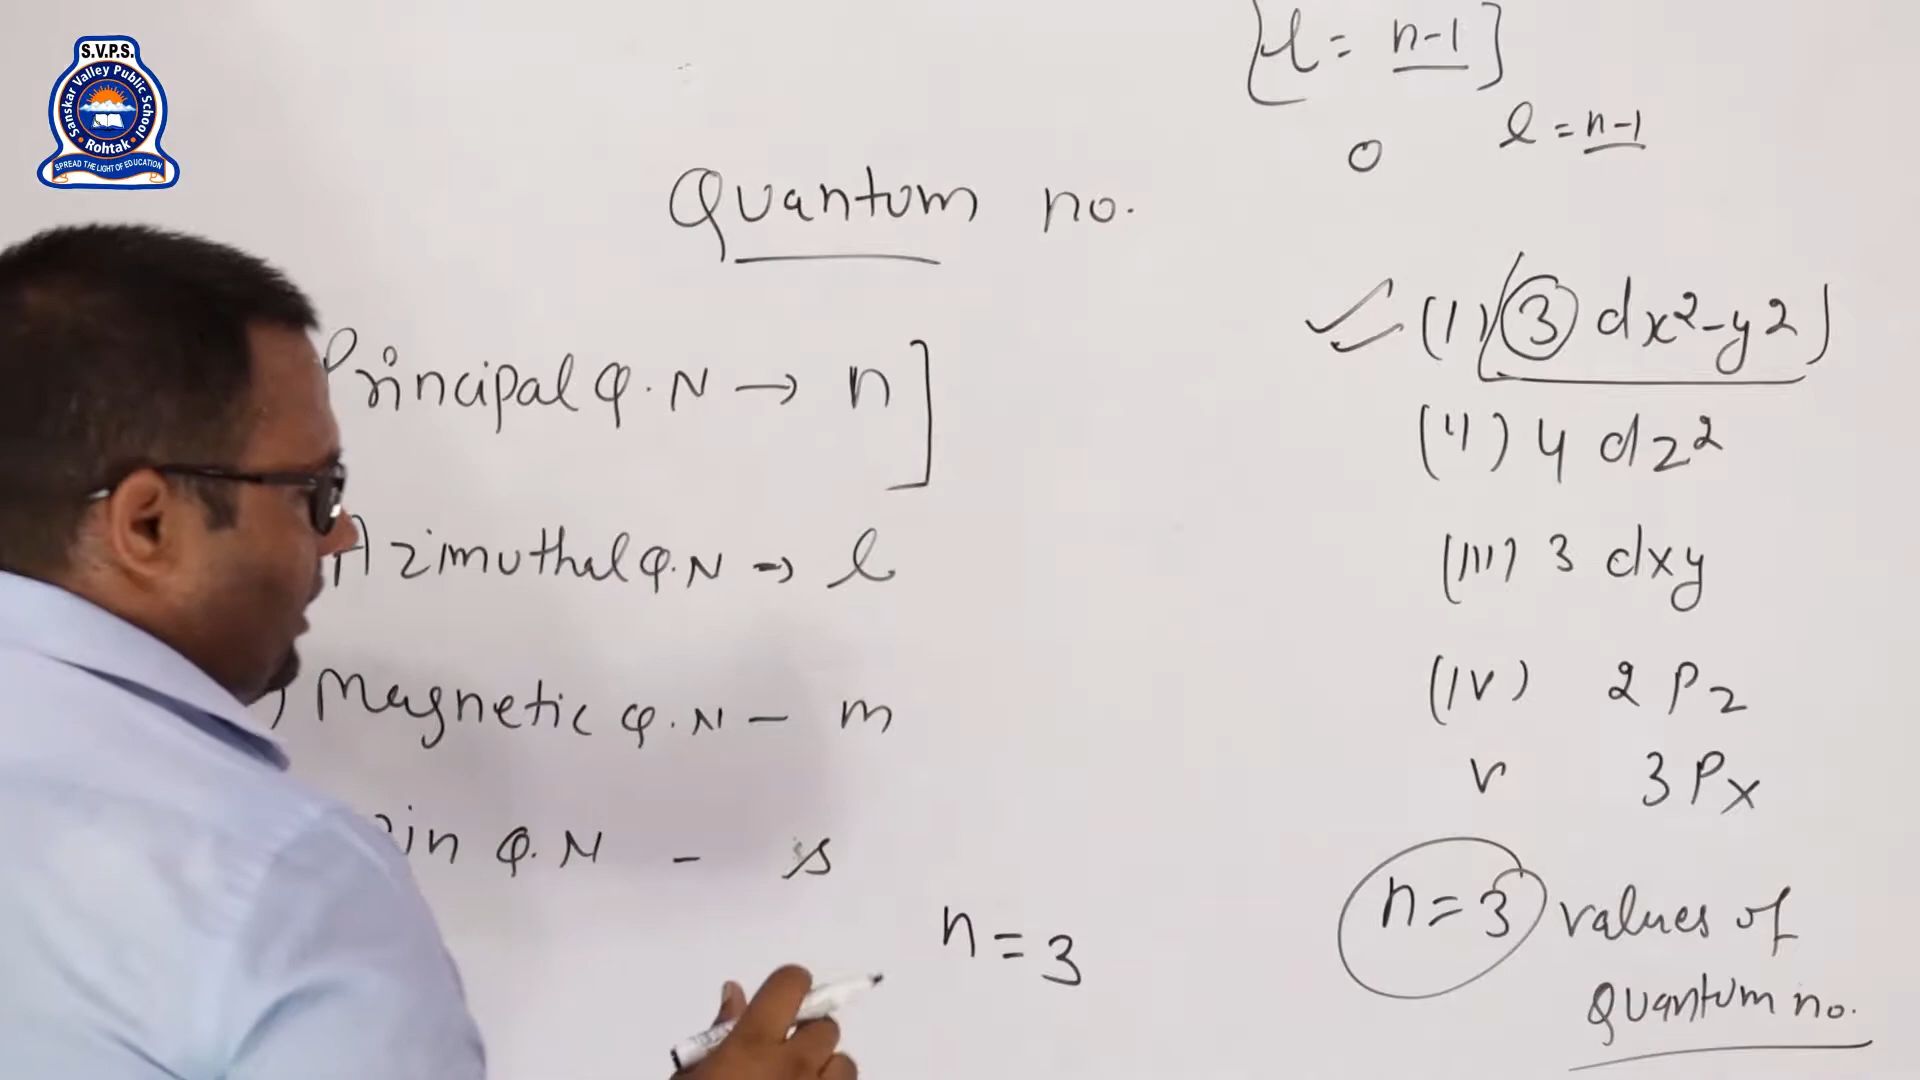 S.V.P.S.
Sanskar Valley Public School
Rohtak
SPREAD THE LIGHT OF EDUCATION
[l = n-1]
0 l = n-1
Quantum no.
(I) 3 dx²-y2)
Principal Q.N → n]
(II) 4 dz²
Azimuthal Q.N → l
(III) 3 dxy
Magnetic Q.N – m
(IV) 2 Pz
V 3 Px
pin Q.N - s
n = 3
n = 3 values of
Quantum no.